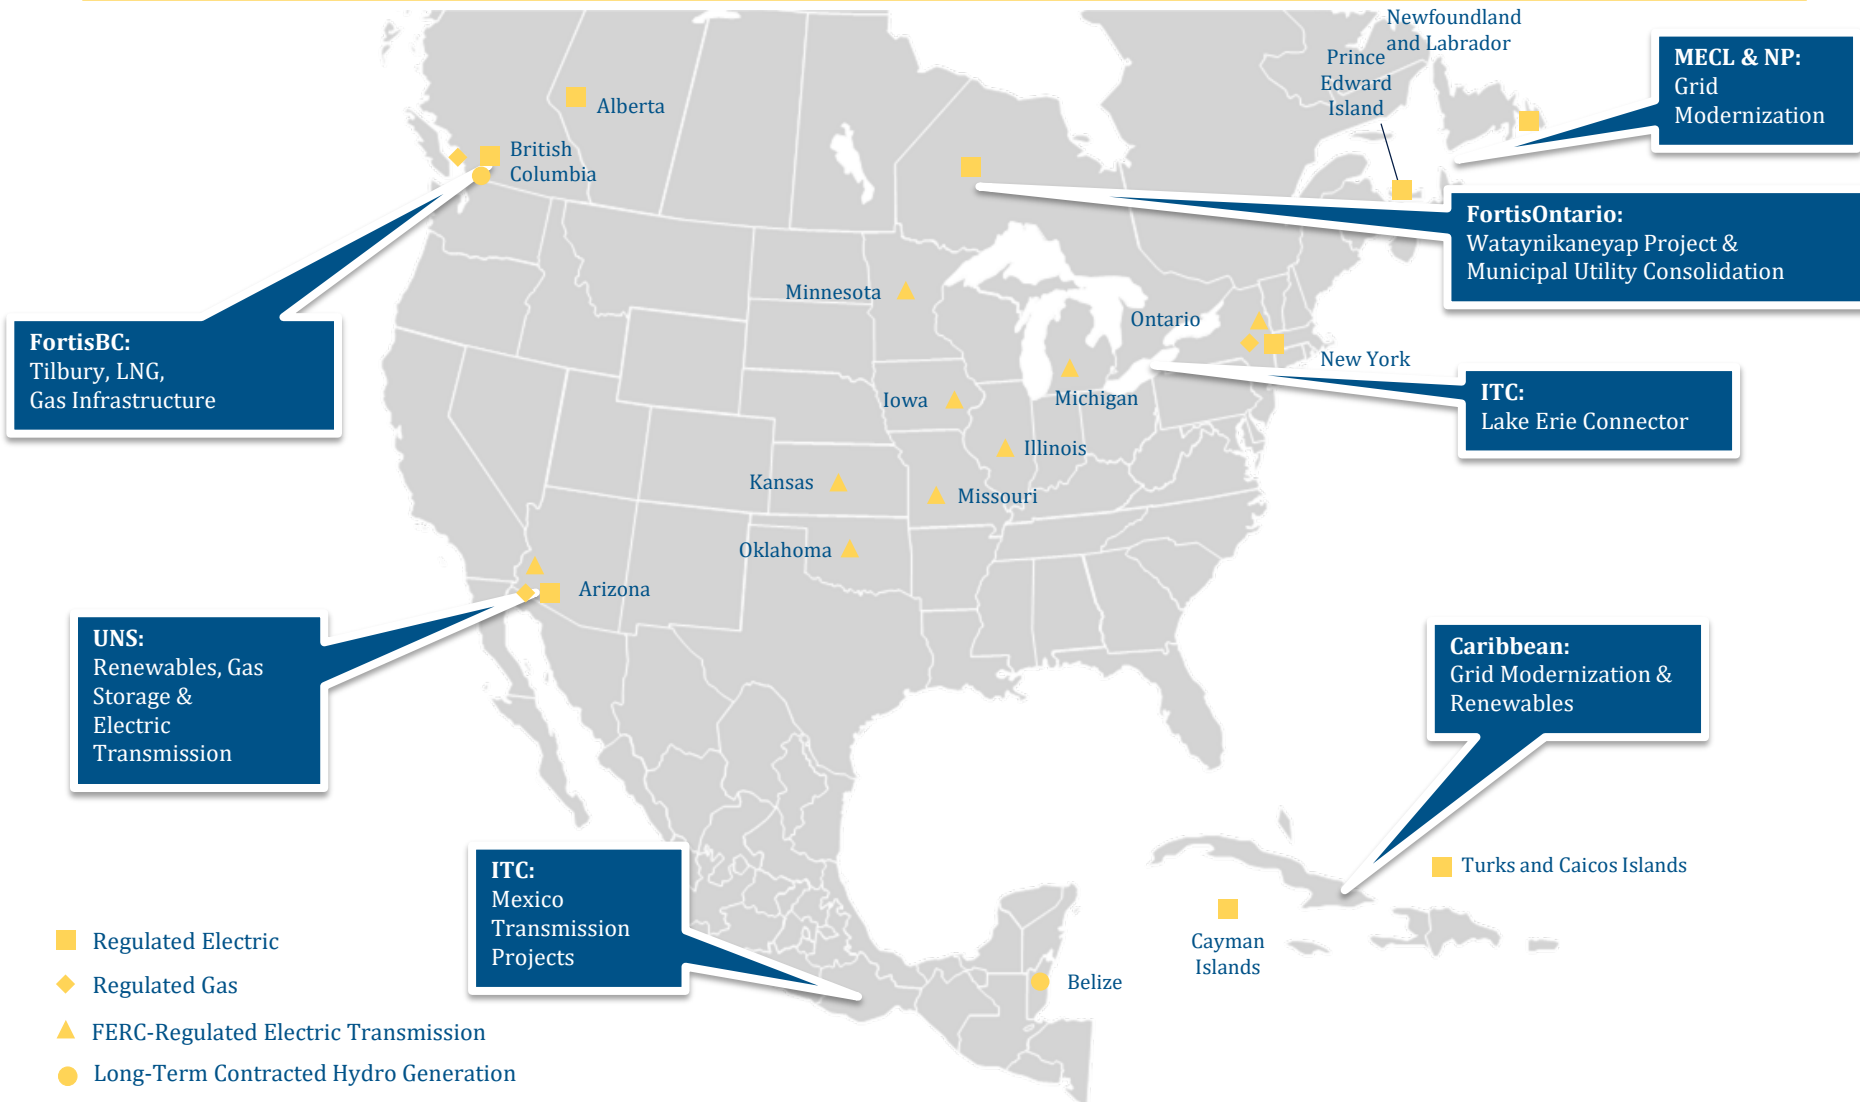 Newfoundland
and Labrador
Prince
Edward
Island
MECL & NP:
Grid
Modernization
Alberta
British
Columbia
FortisOntario:
Wataynikaneyap Project &
Municipal Utility Consolidation
Minnesota
Ontario
New York
FortisBC:
Tilbury, LNG,
Gas Infrastructure
Iowa
Michigan
ITC:
Lake Erie Connector
Illinois
Kansas
Missouri
Oklahoma
Arizona
UNS:
Renewables, Gas
Storage &
Electric
Transmission
Caribbean:
Grid Modernization &
Renewables
ITC:
Mexico
Transmission
Projects
Turks and Caicos Islands
Cayman
Islands
Belize
Regulated Electric
Regulated Gas
FERC-Regulated Electric Transmission
Long-Term Contracted Hydro Generation